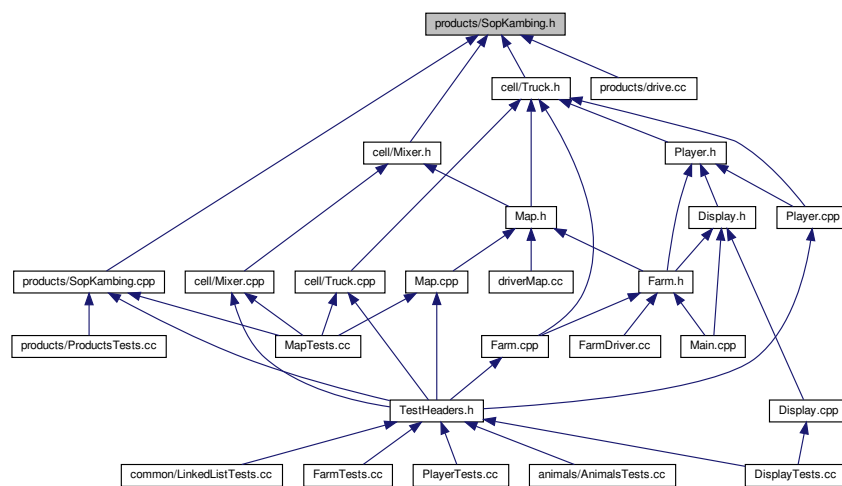 products/SopKambing.h
cell/Truck.h
products/drive.cc
cell/Mixer.h
Player.h
Map.h
Display.h
Player.cpp
products/SopKambing.cpp
cell/Mixer.cpp
cell/Truck.cpp
Map.cpp
driverMap.cc
Farm.h
products/ProductsTests.cc
MapTests.cc
Farm.cpp
FarmDriver.cc
Main.cpp
TestHeaders.h
Display.cpp
common/LinkedListTests.cc
FarmTests.cc
PlayerTests.cc
animals/AnimalsTests.cc
DisplayTests.cc